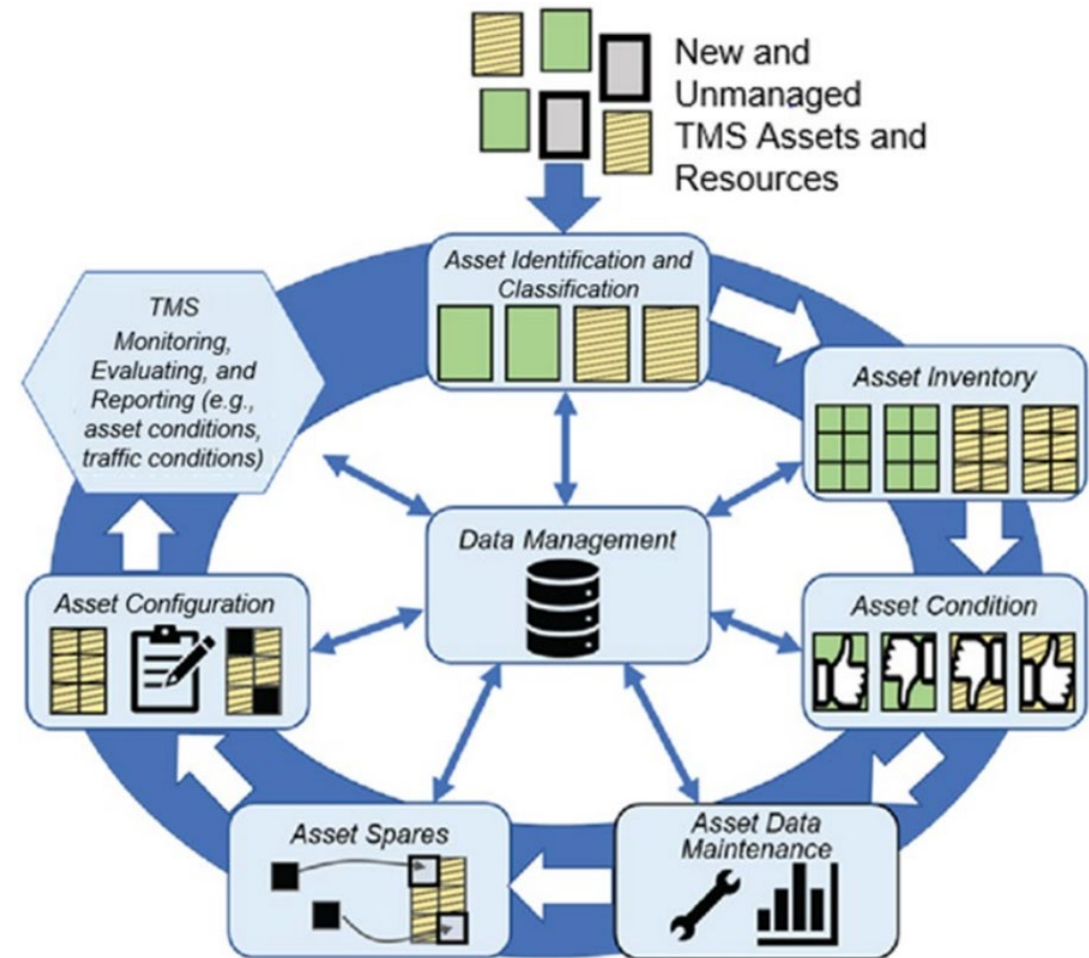 New and
Unmanaged
TMS Assets and
Resources
Asset Identification and
Classification
TMS
Monitoring,
Evaluating, and
Reporting (e.g.,
asset conditions,
traffic conditions)
Asset Inventory
Data Management
Asset Configuration
Asset Condition
Asset Spares
Asset Data
Maintenance